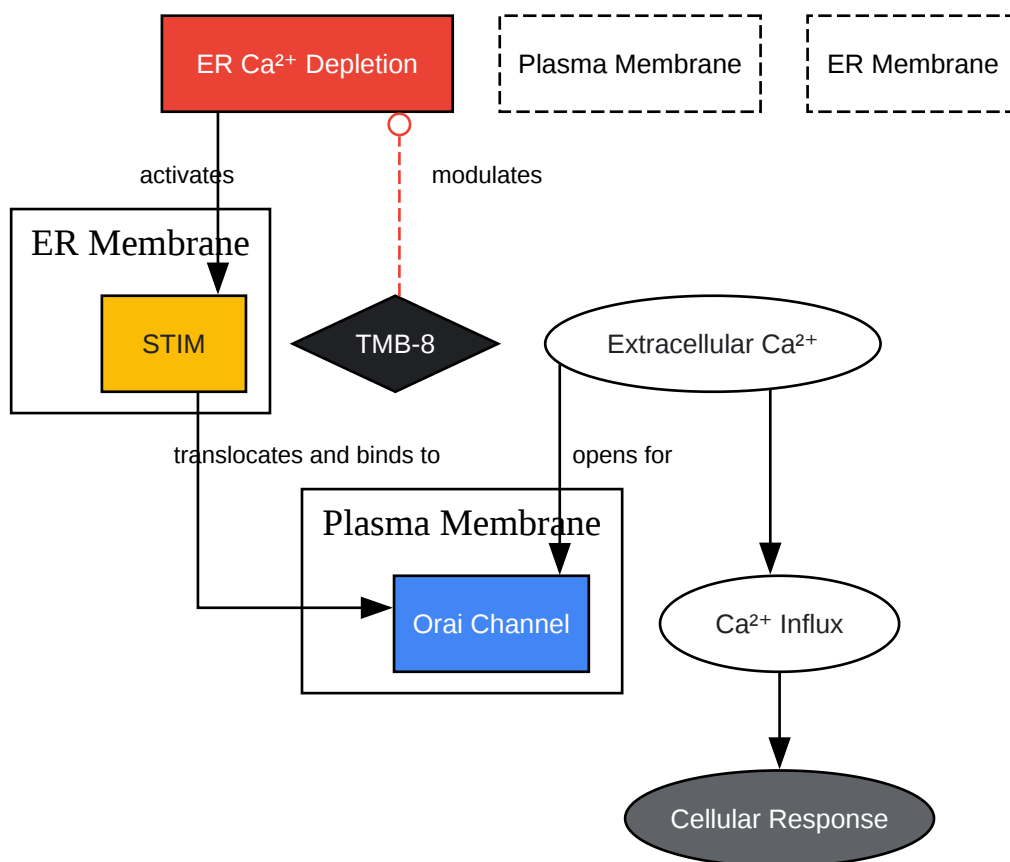 ER Ca²⁺ Depletion
Plasma Membrane
ER Membrane
activates
modulates
ER Membrane
STIM
TMB-8
Extracellular Ca²⁺
translocates and binds to
opens for
Plasma Membrane
Orai Channel
Ca²⁺ Influx
Cellular Response